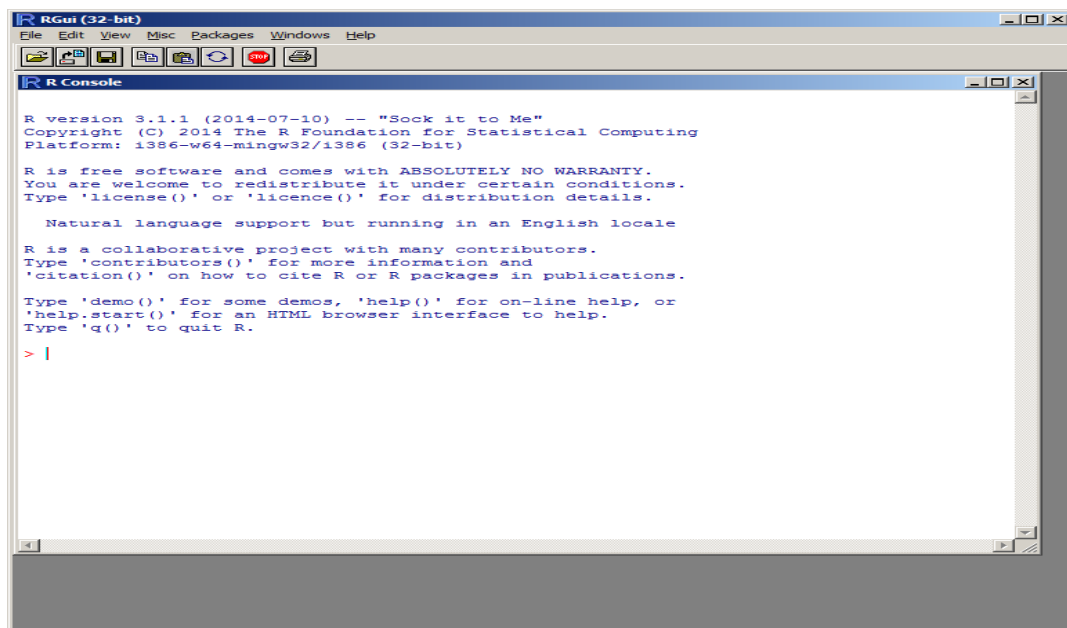 RGui (32-bit)
File Edit View Misc Packages Windows Help
STOP
R Console
R version 3.1.1 (2014-07-10) -- "Sock it to Me"
Copyright (C) 2014 The R Foundation for Statistical Computing
Platform: i386-w64-mingw32/i386 (32-bit)
R is free software and comes with ABSOLUTELY NO WARRANTY.
You are welcome to redistribute it under certain conditions.
Type 'license()' or 'licence()' for distribution details.
Natural language support but running in an English locale
R is a collaborative project with many contributors.
Type 'contributors()' for more information and
'citation()' on how to cite R or R packages in publications.
Type 'demo()' for some demos, 'help()' for on-line help, or
'help.start()' for an HTML browser interface to help.
Type 'q()' to quit R.
>